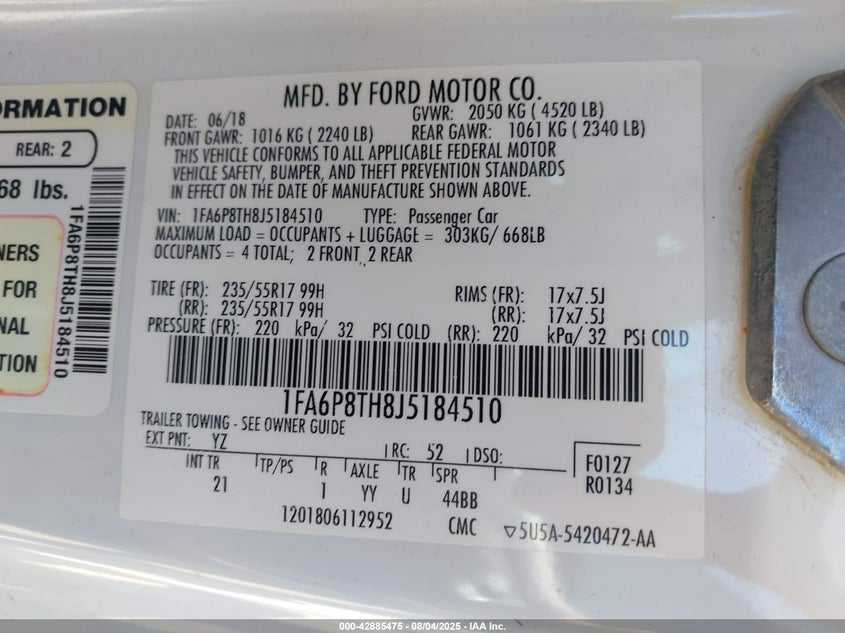 ORMATION
REAR: 2
68 lbs.
1FA6P8TH8J5184510
NERS
FOR
NAL
TION
MFD. BY FORD MOTOR CO.
DATE: 06/18 GVWR: 2050 KG ( 4520 LB)
FRONT GAWR: 1016 KG ( 2240 LB) REAR GAWR: 1061 KG ( 2340 LB)
THIS VEHICLE CONFORMS TO ALL APPLICABLE FEDERAL MOTOR
VEHICLE SAFETY, BUMPER, AND THEFT PREVENTION STANDARDS
IN EFFECT ON THE DATE OF MANUFACTURE SHOWN ABOVE.
VIN: 1FA6P8TH8J5184510 TYPE: Passenger Car
MAXIMUM LOAD = OCCUPANTS + LUGGAGE = 303KG/ 668LB
OCCUPANTS = 4 TOTAL; 2 FRONT, 2 REAR
TIRE (FR): 235/55R17 99H RIMS (FR): 17x7.5J
(RR): 235/55R17 99H (RR): 17x7.5J
PRESSURE (FR): 220 kPa/ 32 PSI COLD (RR): 220 kPa/ 32 PSI COLD
1FA6P8TH8J5184510
TRAILER TOWING - SEE OWNER GUIDE
EXT PNT: YZ RC: 52 DSO:
F0127
R0134
INT TR TP/PS R AXLE TR SPR
21 1 YY U 44BB
1201806112952 CMC ▽5U5A-5420472-AA
000-42885475 - 08/04/2025 - © IAA Inc.